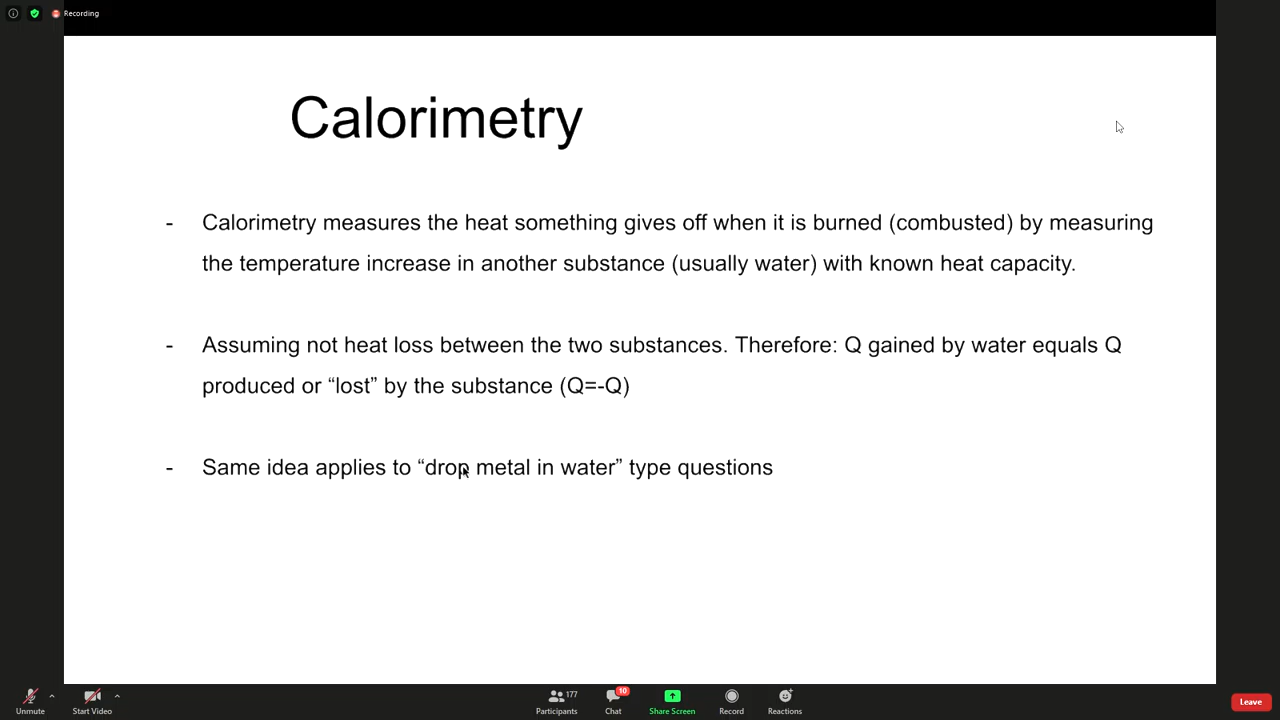 Recording
Calorimetry
- Calorimetry measures the heat something gives off when it is burned (combusted) by measuring
the temperature increase in another substance (usually water) with known heat capacity.
- Assuming not heat loss between the two substances. Therefore: Q gained by water equals Q
produced or “lost” by the substance (Q=-Q)
- Same idea applies to “drop metal in water” type questions
177
10
Unmute
Start Video
Participants
Chat
Share Screen
Record
Reactions
Leave